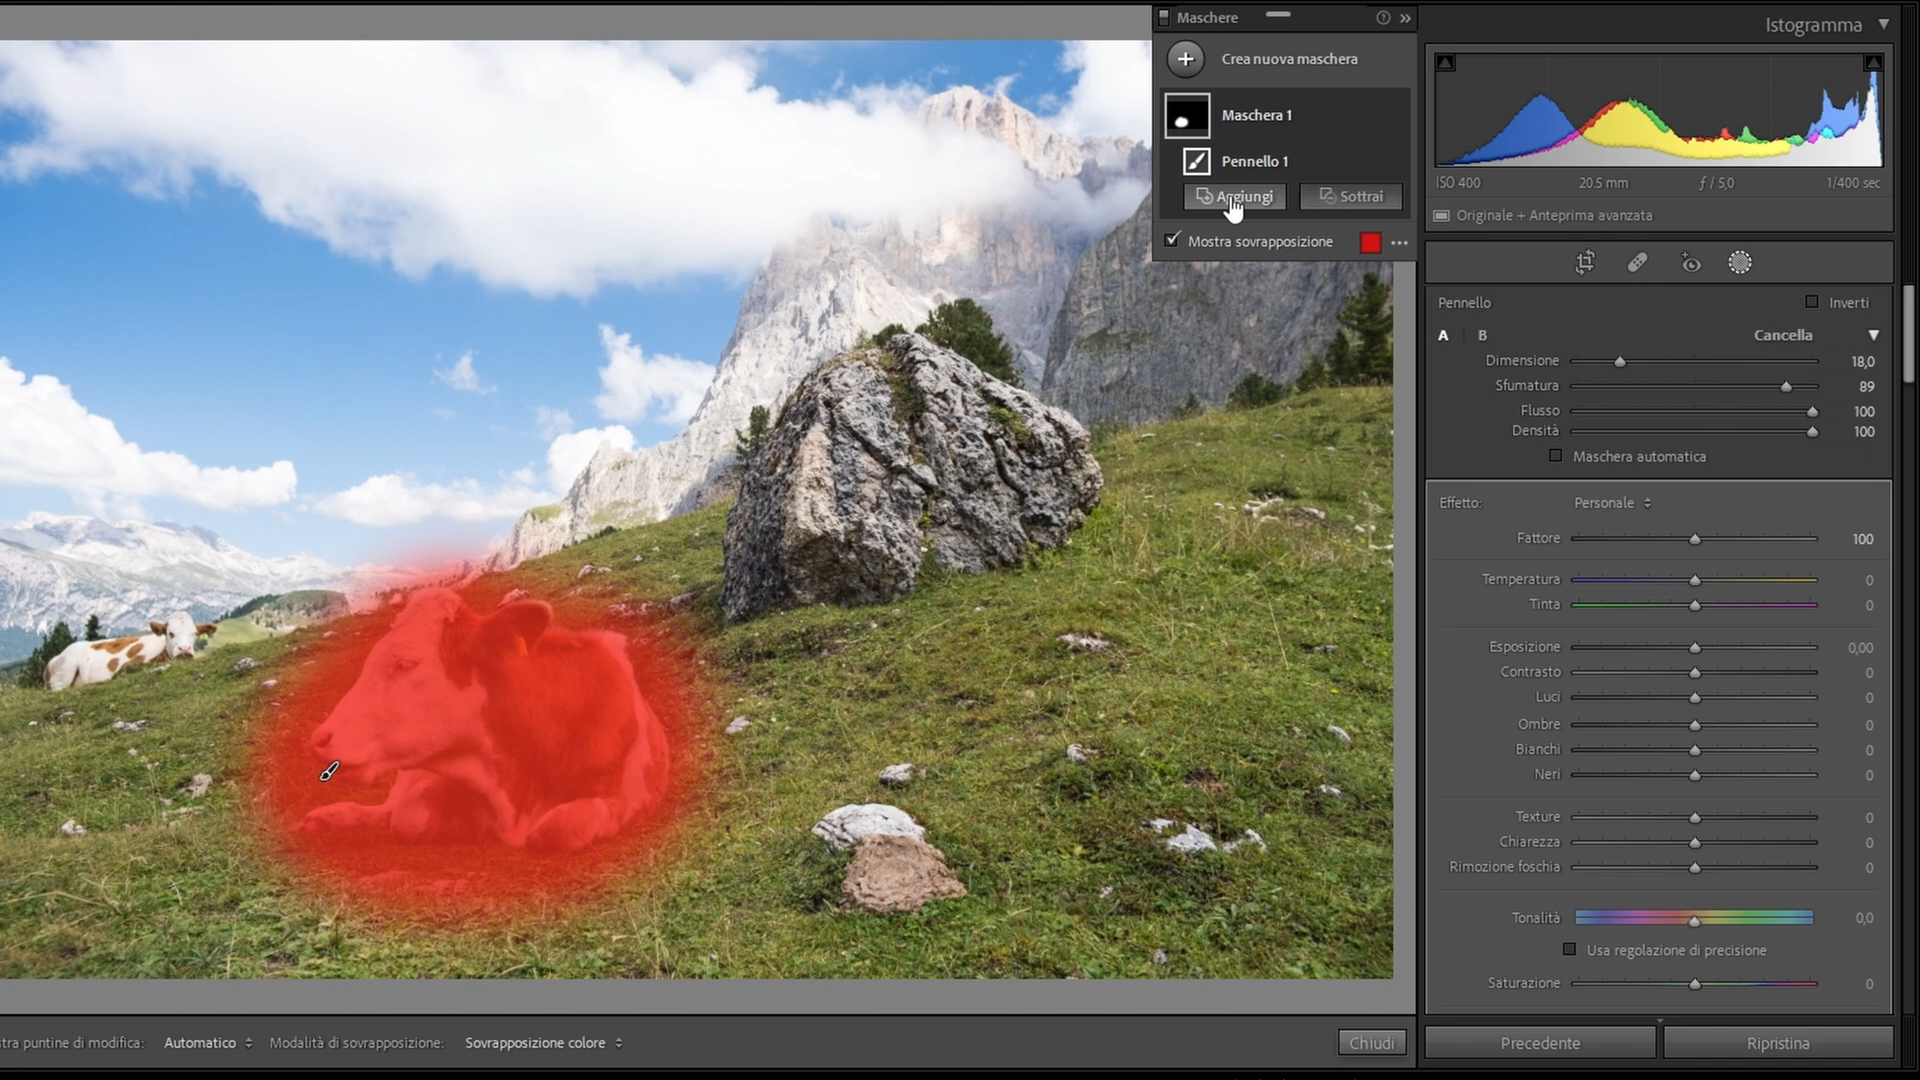 Maschere
Crea nuova maschera
Maschera 1
Pennello 1
Aggiungi
Sottrai
Mostra sovrapposizione
Istogramma
ISO 400 20.5 mm ƒ / 5,0 1/400 sec
Originale + Anteprima avanzata
Pennello Inverti
A B Cancella
Dimensione 18,0
Sfumatura 89
Flusso 100
Densità 100
Maschera automatica
Effetto: Personale
Fattore 100
Temperatura 0
Tinta 0
Esposizione 0,00
Contrasto 0
Luci 0
Ombre 0
Bianchi 0
Neri 0
Texture 0
Chiarezza 0
Rimozione foschia 0
Tonalità 0,0
Usa regolazione di precisione
Saturazione 0
Precedente Ripristina
stra puntine di modifica: Automatico Modalità di sovrapposizione: Sovrapposizione colore Chiudi